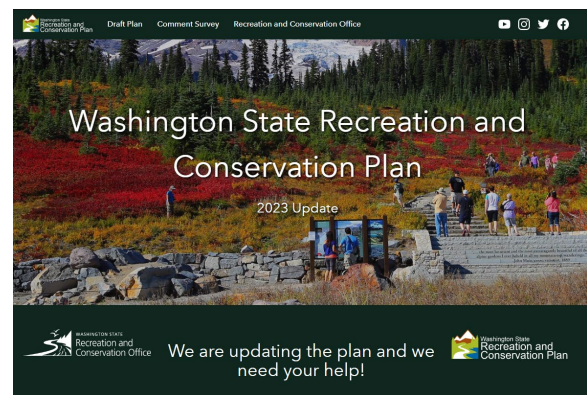 Washington State
Recreation and
Conservation Plan
Draft Plan
Comment Survey
Recreation and Conservation Office
Washington State Recreation and
Conservation Plan
2023 Update
WASHINGTON STATE
Recreation and
Conservation Office
We are updating the plan and we
need your help!
Washington State
Recreation and
Conservation Plan